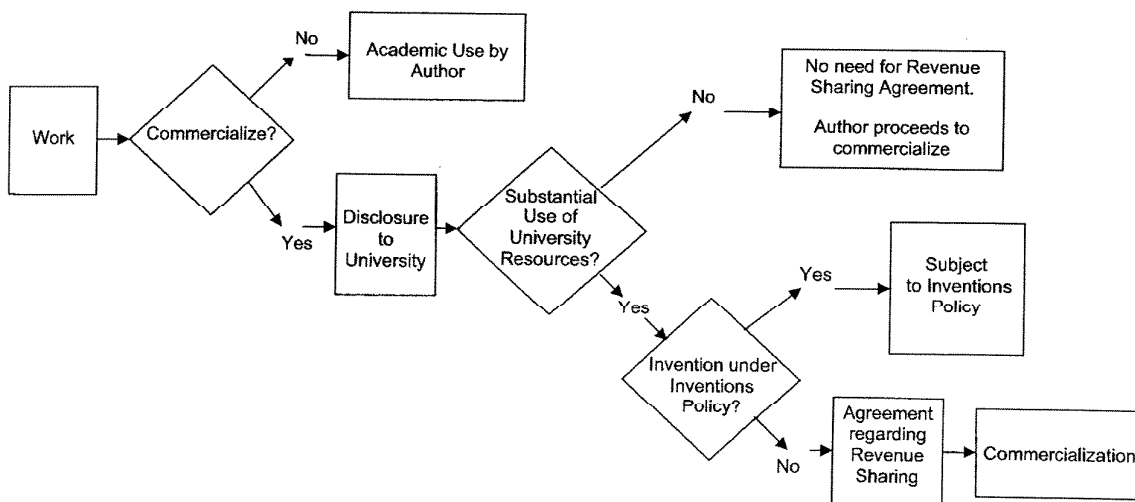 Work
Commercialize?
No
Academic Use by
Author
Yes
Disclosure
to
University
Substantial
Use of
University
Resources?
No
No need for Revenue
Sharing Agreement.
Author proceeds to
commercialize
Yes
Invention under
Inventions
Policy?
Yes
Subject
to Inventions
Policy
No
Agreement
regarding
Revenue
Sharing
Commercialization